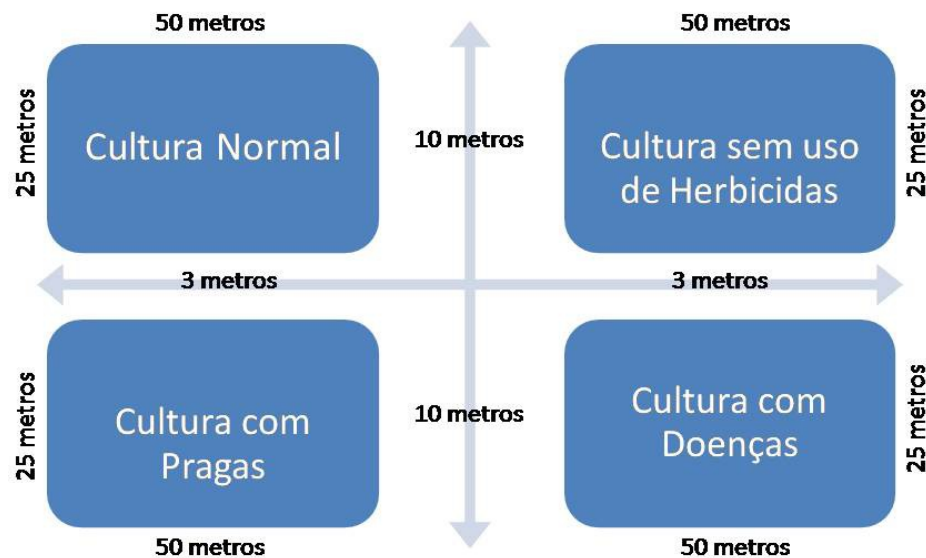 50 metros
50 metros
25 metros
Cultura Normal
10 metros
Cultura sem uso
de Herbicidas
25 metros
3 metros
3 metros
25 metros
Cultura com
Pragas
10 metros
Cultura com
Doenças
25 metros
50 metros
50 metros